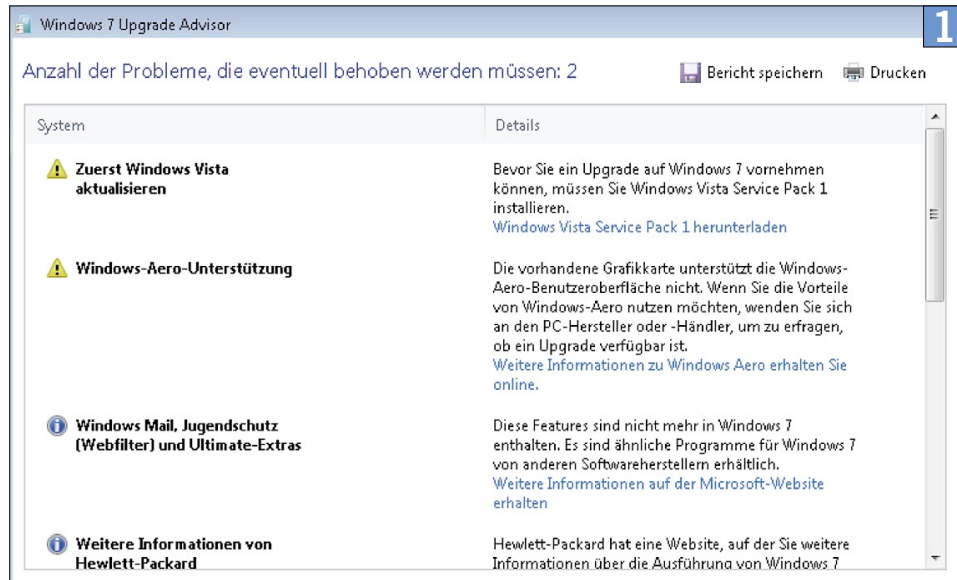 Windows 7 Upgrade Advisor
1
Anzahl der Probleme, die eventuell behoben werden müssen: 2
Bericht speichern
Drucken
System
Details
Zuerst Windows Vista
aktualisieren
Bevor Sie ein Upgrade auf Windows 7 vornehmen
können, müssen Sie Windows Vista Service Pack 1
installieren.
Windows Vista Service Pack 1 herunterladen
Windows-Aero-Unterstützung
Die vorhandene Grafikkarte unterstützt die Windows-
Aero-Benutzeroberfläche nicht. Wenn Sie die Vorteile
von Windows-Aero nutzen möchten, wenden Sie sich
an den PC-Hersteller oder -Händler, um zu erfragen,
ob ein Upgrade verfügbar ist.
Weitere Informationen zu Windows Aero erhalten Sie
online.
Windows Mail, Jugendschutz
(Webfilter) und Ultimate-Extras
Diese Features sind nicht mehr in Windows 7
enthalten. Es sind ähnliche Programme für Windows 7
von anderen Softwareherstellern erhältlich.
Weitere Informationen auf der Microsoft-Website
erhalten
Weitere Informationen von
Hewlett-Packard
Hewlett-Packard hat eine Website, auf der Sie weitere
Informationen über die Ausführung von Windows 7